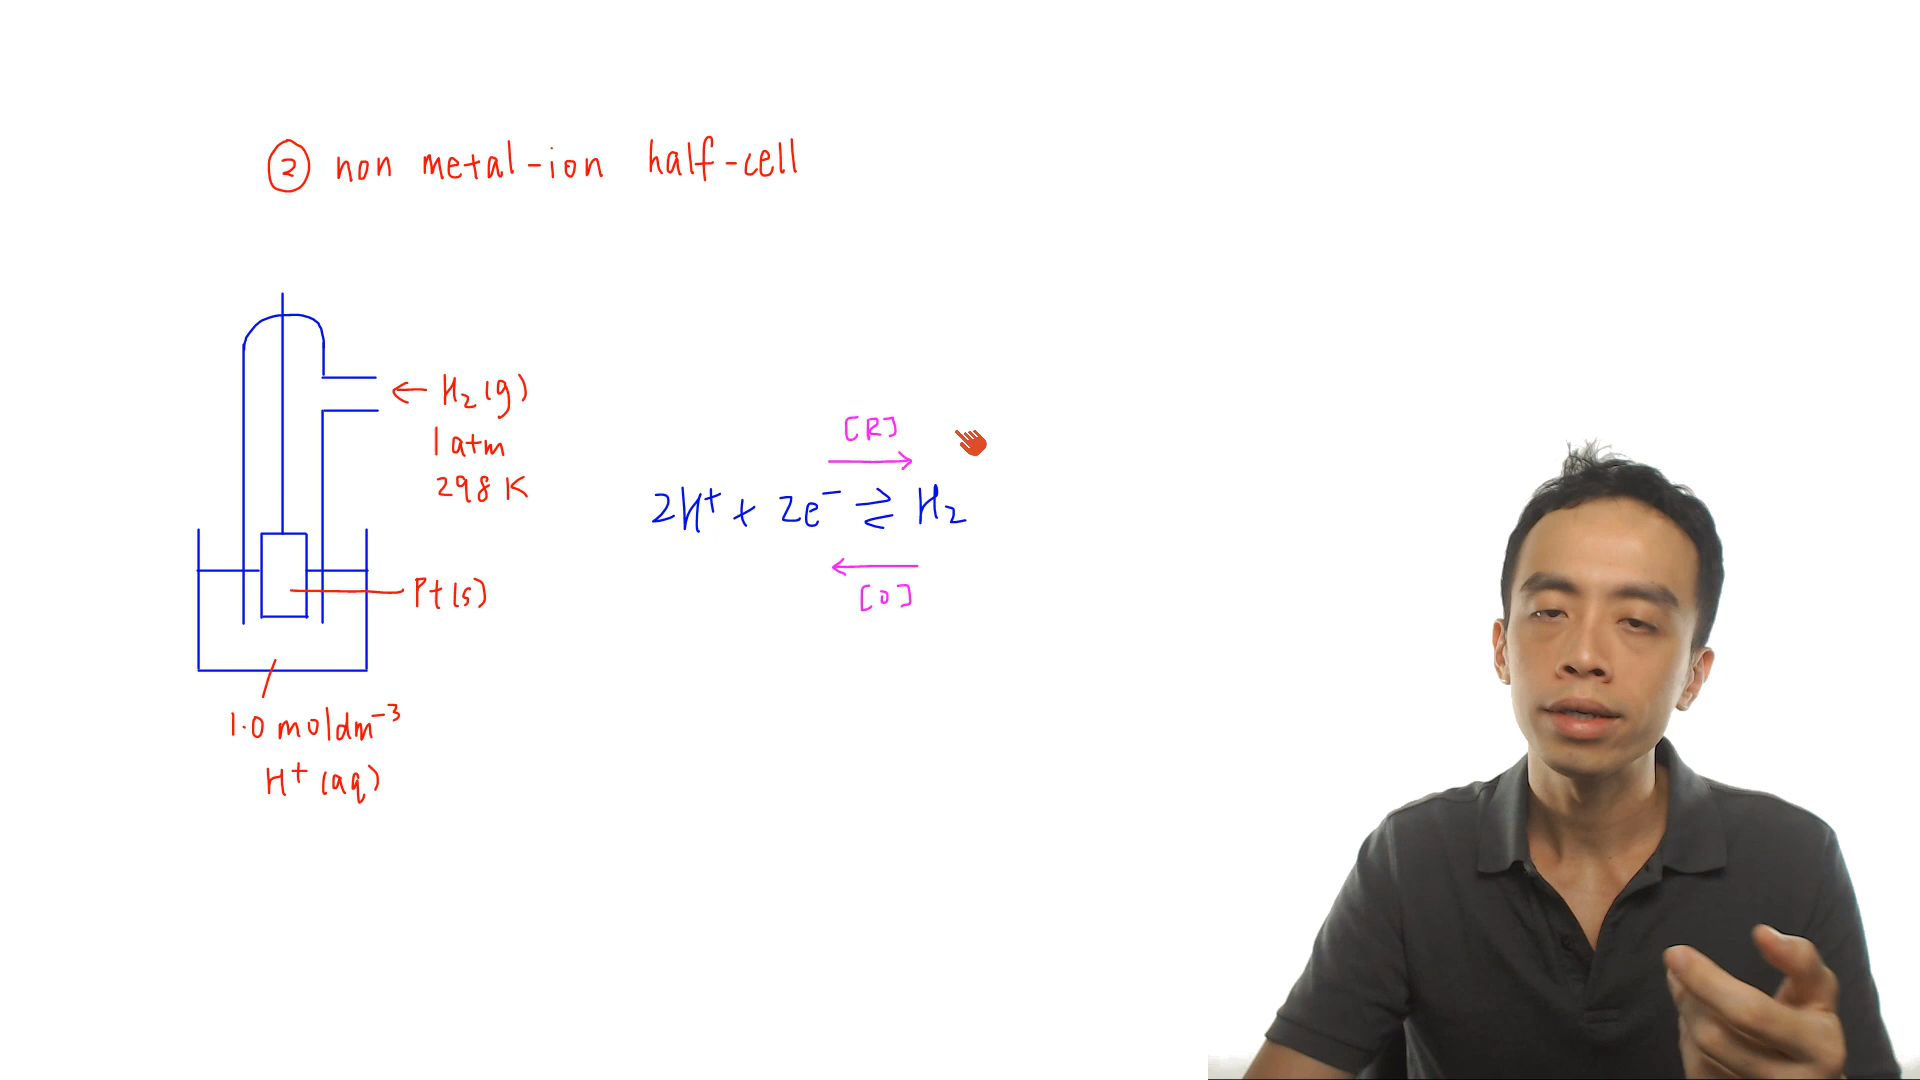 ② non metal-ion half-cell
← H₂(g)
1 atm
298 K
Pt(s)
1.0 moldm⁻³
H⁺(aq)
[R]
2H⁺ + 2e⁻ ⇌ H₂
[O]